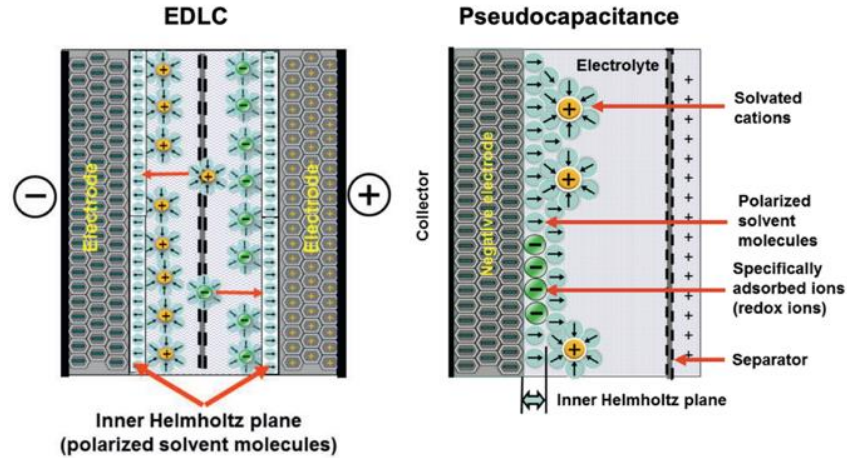 EDLC
Electrode
Electrode
Inner Helmholtz plane
(polarized solvent molecules)
Pseudocapacitance
Collector
Negative electrode
Electrolyte
Solvated
cations
Polarized
solvent
molecules
Specifically
adsorbed ions
(redox ions)
Separator
Inner Helmholtz plane